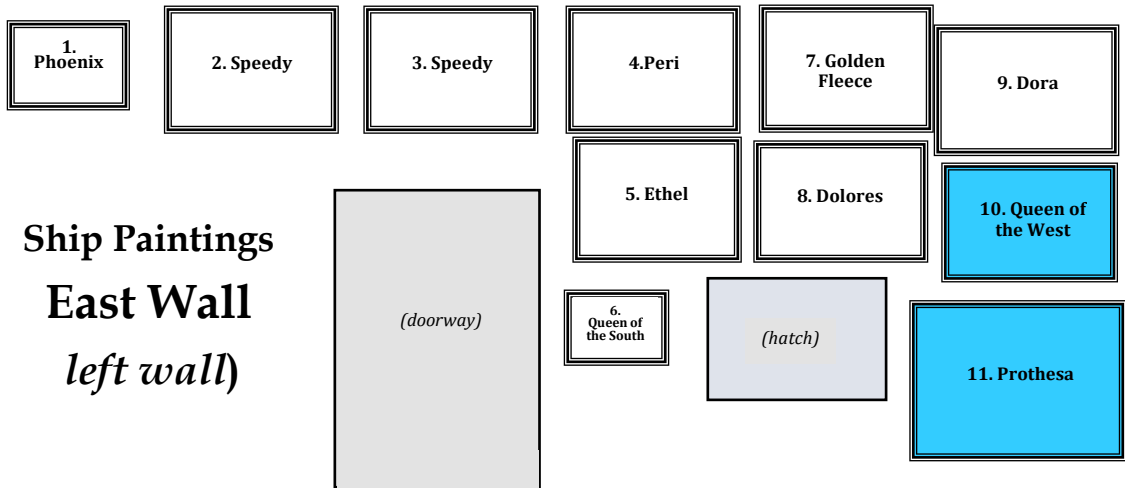 1.
Phoenix
2. Speedy
3. Speedy
4.Peri
7. Golden
Fleece
9. Dora
5. Ethel
8. Dolores
10. Queen of
the West
Ship Paintings
East Wall
left wall)
(doorway)
6.
Queen of
the South
(hatch)
11. Prothesa